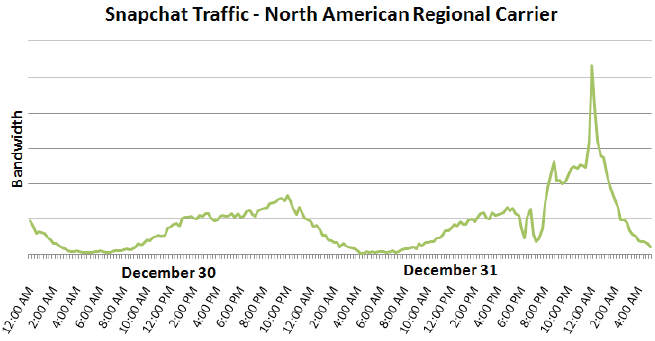 Snapchat Traffic - North American Regional Carrier
Bandwidth
December 30
December 31
12:00 AM
2:00 AM
4:00 AM
6:00 AM
8:00 AM
10:00 AM
12:00 PM
2:00 PM
4:00 PM
6:00 PM
8:00 PM
10:00 PM
12:00 AM
2:00 AM
4:00 AM
6:00 AM
8:00 AM
10:00 AM
12:00 PM
2:00 PM
4:00 PM
6:00 PM
8:00 PM
10:00 PM
12:00 AM
2:00 AM
4:00 AM